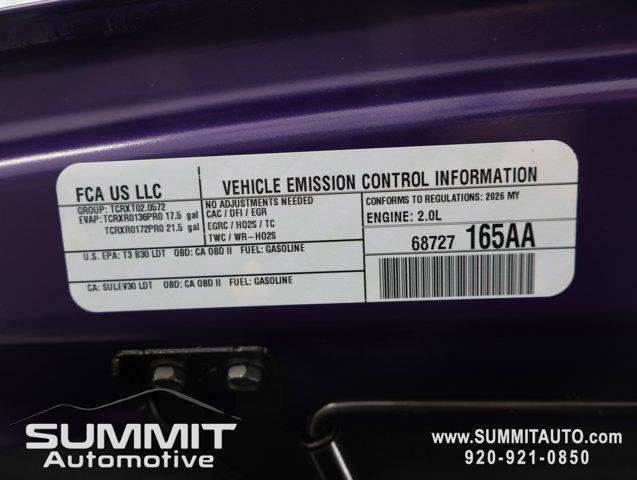 FCA US LLC
VEHICLE EMISSION CONTROL INFORMATION
GROUP: TCRXT02.0572
EVAP: TCRXR0136PR0 17.5 gal
TCRXR0172PR0 21.5 gal
NO ADJUSTMENTS NEEDED
CAC / DFI / EGR
EGRC / HO2S / TC
TWC / WR-HO2S
CONFORMS TO REGULATIONS: 2026 MY
ENGINE: 2.0L
68727 165AA
U.S. EPA: T3 B30 LDT OBD: CA OBD II FUEL: GASOLINE
CA: SULEV30 LDT OBD: CA OBD II FUEL: GASOLINE
SUMMIT
Automotive
www.SUMMITAUTO.com
920-921-0850